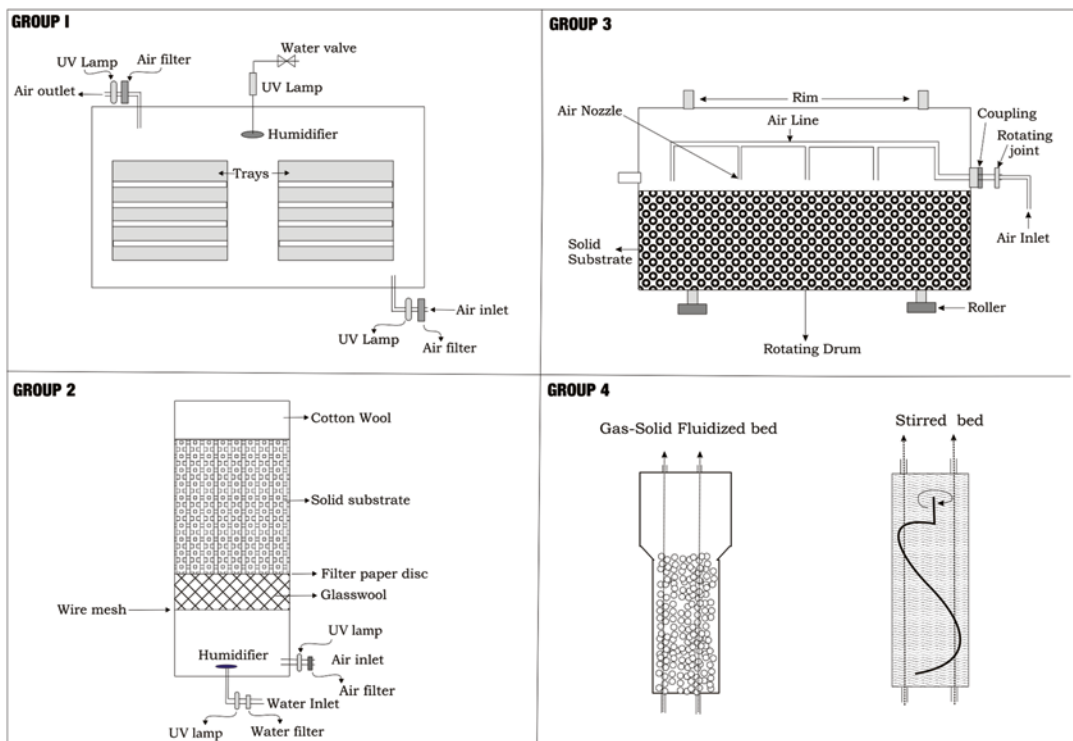 GROUP I
Water valve
UV Lamp
Air filter
UV Lamp
Air outlet
Humidifier
Trays
Air inlet
UV Lamp
Air filter
GROUP 3
Rim
Air Nozzle
Air Line
Coupling
Rotating
joint
Solid
Substrate
Air Inlet
Roller
Rotating Drum
GROUP 2
Cotton Wool
Solid substrate
Filter paper disc
Glasswool
Wire mesh
UV lamp
Humidifier
Air inlet
Air filter
Water Inlet
UV lamp
Water filter
GROUP 4
Gas-Solid Fluidized bed
Stirred bed